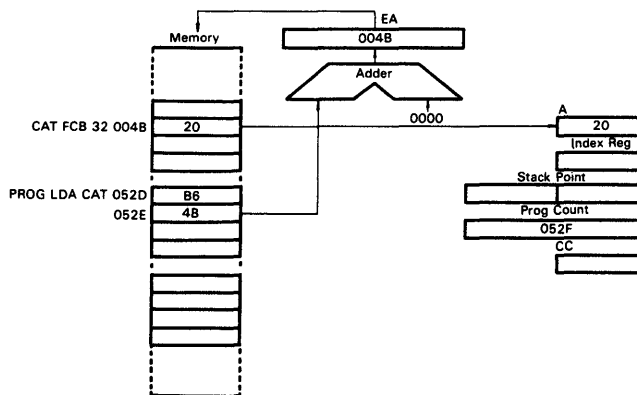 EA
Memory
004B
Adder
0000
A
CAT FCB 32 004B
20
20
Index Reg
Stack Point
PROG LDA CAT 052D
B6
Prog Count
052E
4B
052F
CC